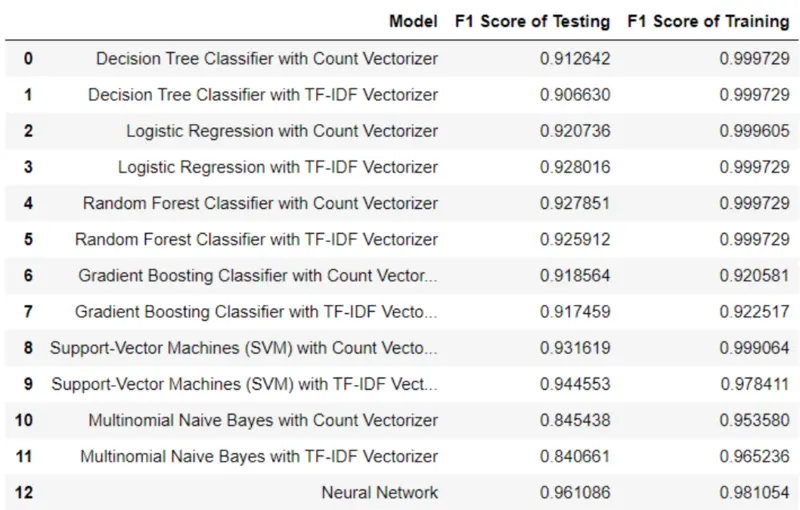 Model F1 Score of Testing F1 Score of Training
0 Decision Tree Classifier with Count Vectorizer 0.912642 0.999729
1 Decision Tree Classifier with TF-IDF Vectorizer 0.906630 0.999729
2 Logistic Regression with Count Vectorizer 0.920736 0.999605
3 Logistic Regression with TF-IDF Vectorizer 0.928016 0.999729
4 Random Forest Classifier with Count Vectorizer 0.927851 0.999729
5 Random Forest Classifier with TF-IDF Vectorizer 0.925912 0.999729
6 Gradient Boosting Classifier with Count Vector... 0.918564 0.920581
7 Gradient Boosting Classifier with TF-IDF Vecto... 0.917459 0.922517
8 Support-Vector Machines (SVM) with Count Vecto... 0.931619 0.999064
9 Support-Vector Machines (SVM) with TF-IDF Vect... 0.944553 0.978411
10 Multinomial Naive Bayes with Count Vectorizer 0.845438 0.953580
11 Multinomial Naive Bayes with TF-IDF Vectorizer 0.840661 0.965236
12 Neural Network 0.961086 0.981054